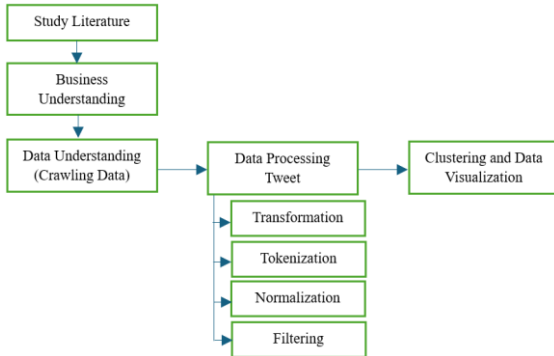 Study Literature
Business
Understanding
Data Understanding
(Crawling Data)
Data Processing
Tweet
Clustering and Data
Visualization
Transformation
Tokenization
Normalization
Filtering